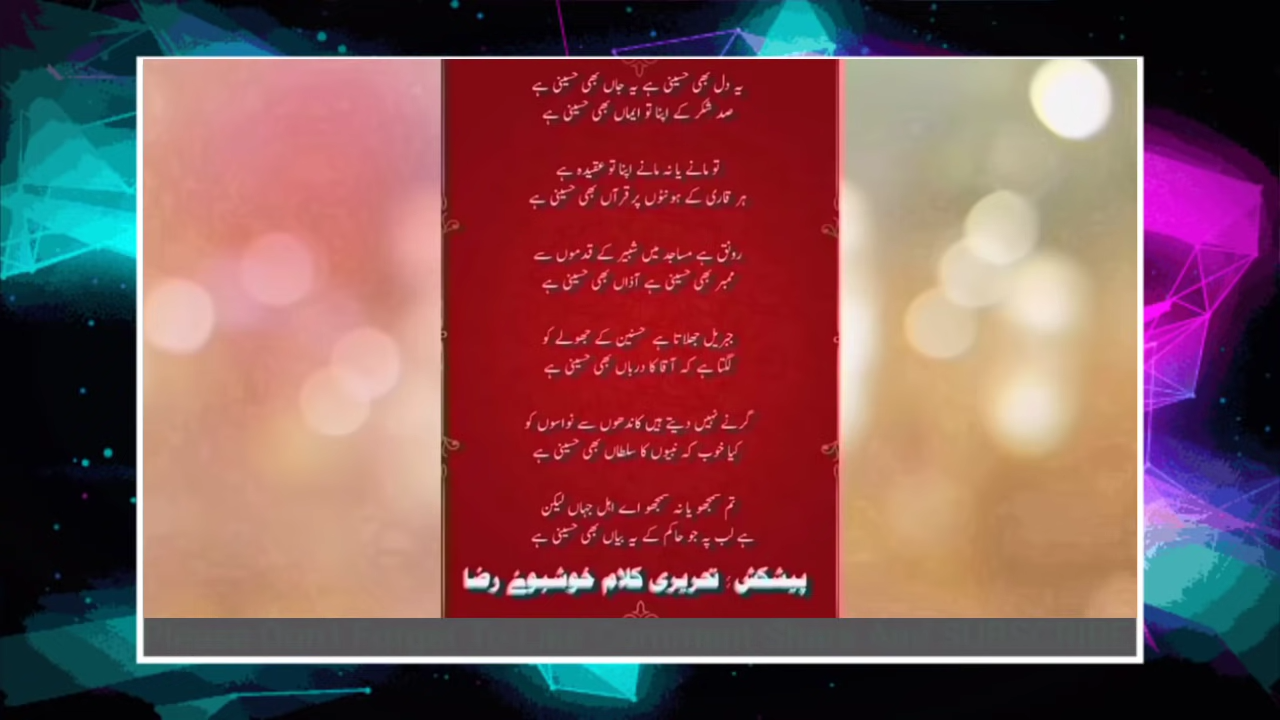 یہ دل بھی حسینی ہے یہ جاں بھی حسینی ہے
صد شکر کے اپنا تو ایماں بھی حسینی ہے
تو مانے یا نہ مانے اپنا تو عقیدہ ہے
ہر قاری کے ہونٹوں پر قرآں بھی حسینی ہے
رونق ہے مساجد میں شبیر کے قدموں سے
ممبر بھی حسینی ہے آذاں بھی حسینی ہے
جبریل جھلاتا ہے حسنین کے جھولے کو
لگتا ہے کہ آقا کا درباں بھی حسینی ہے
گرنے نہیں دیتے ہیں کاندھوں سے نواسوں کو
کیا خوب کہ نبیوں کا سلطاں بھی حسینی ہے
تم سمجھو یا نہ سمجھو اے اہل جہاں لیکن
ہے لب پہ جو حاکم کے یہ بیاں بھی حسینی ہے
پیشکش : تحریری کلام خوشبوئے رضا